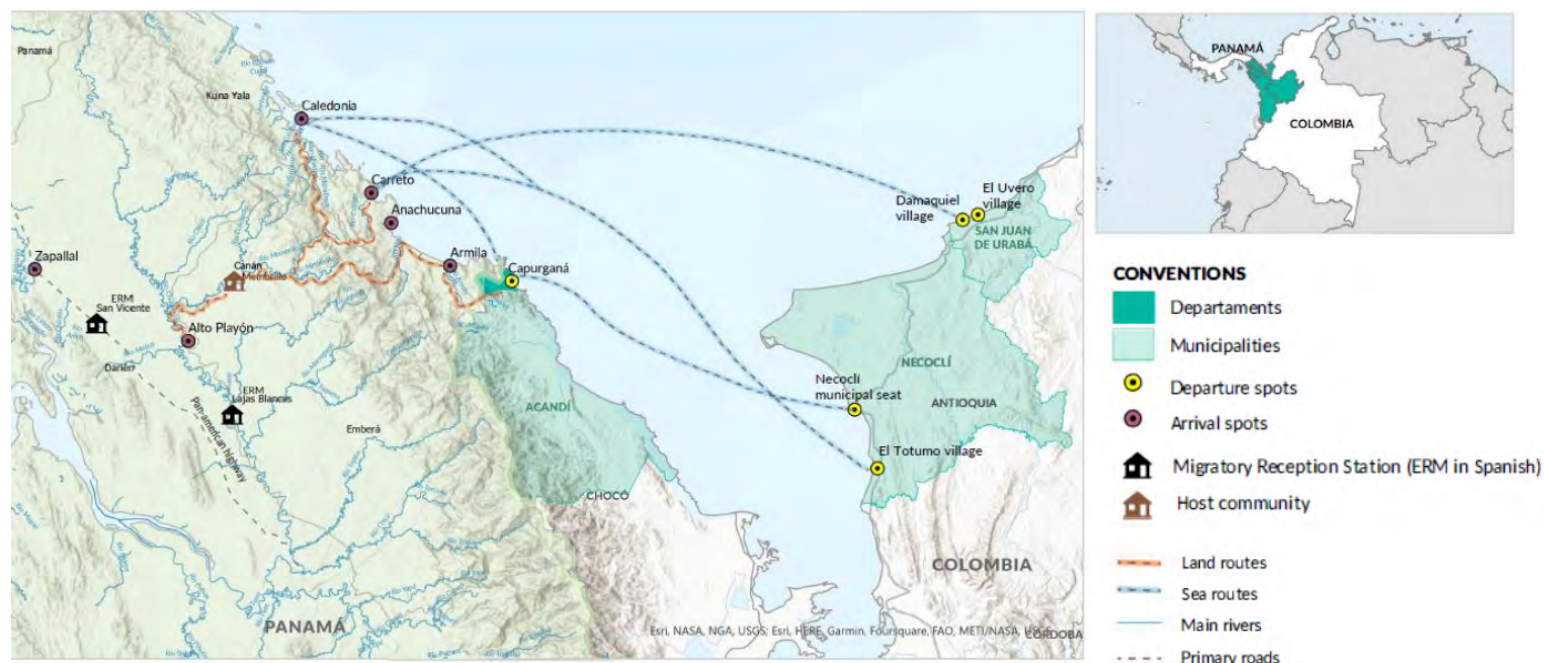 Panamá
Kuna Yala
Caledonia
Carreto
Anachucuna
Armila
Capurganá
Zapallal
ERM
San Vicente
Canán
Membrillo
Alto Playón
Darién
ERM
Lajas Blancas
Pan-american highway
Emberá
PANAMÁ
ACANDÍ
CHOCÓ
Damaquiel
village
El Uvero
village
SAN JUAN
DE URABÁ
NECOCLÍ
Necoclí
municipal seat
ANTIOQUIA
El Totumo village
COLOMBIA
CÓRDOBA
Esri, NASA, NGA, USGS; Esri, HERE, Garmin, Foursquare, FAO, METI/NASA, USGS
PANAMÁ
COLOMBIA
CONVENTIONS
Departaments
Municipalities
Departure spots
Arrival spots
Migratory Reception Station (ERM in Spanish)
Host community
Land routes
Sea routes
Main rivers
Primary roads